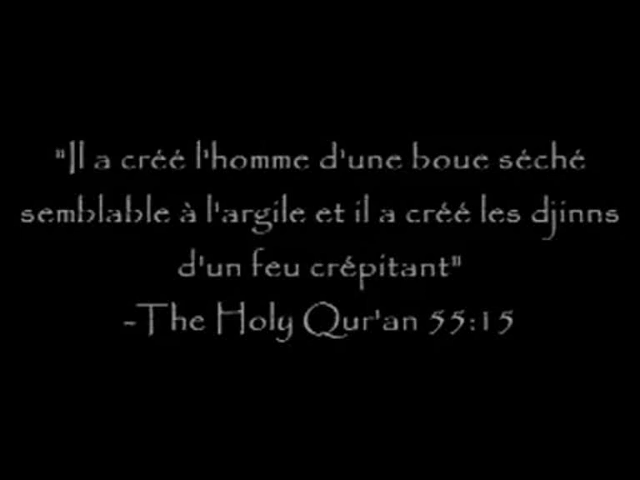 "Il a créé l'homme d'une boue séché
semblable à l'argile et il a créé les djinns
d'un feu crépitant"
-The Holy Qur'an 55:15